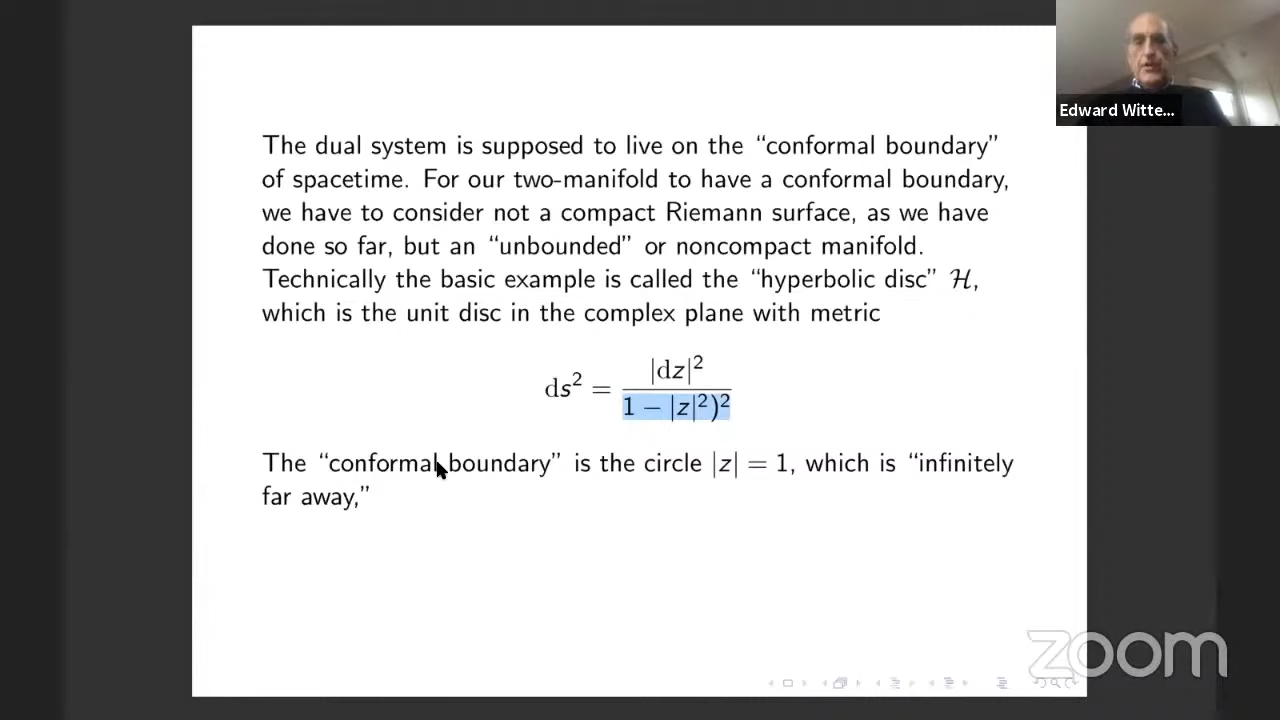 The dual system is supposed to live on the “conformal boundary”
of spacetime. For our two-manifold to have a conformal boundary,
we have to consider not a compact Riemann surface, as we have
done so far, but an “unbounded” or noncompact manifold.
Technically the basic example is called the “hyperbolic disc” ℋ,
which is the unit disc in the complex plane with metric
ds² = |dz|² / 1 − |z|²)²
The “conformal boundary” is the circle |z| = 1, which is “infinitely
far away,”
Edward Witte...
zoom